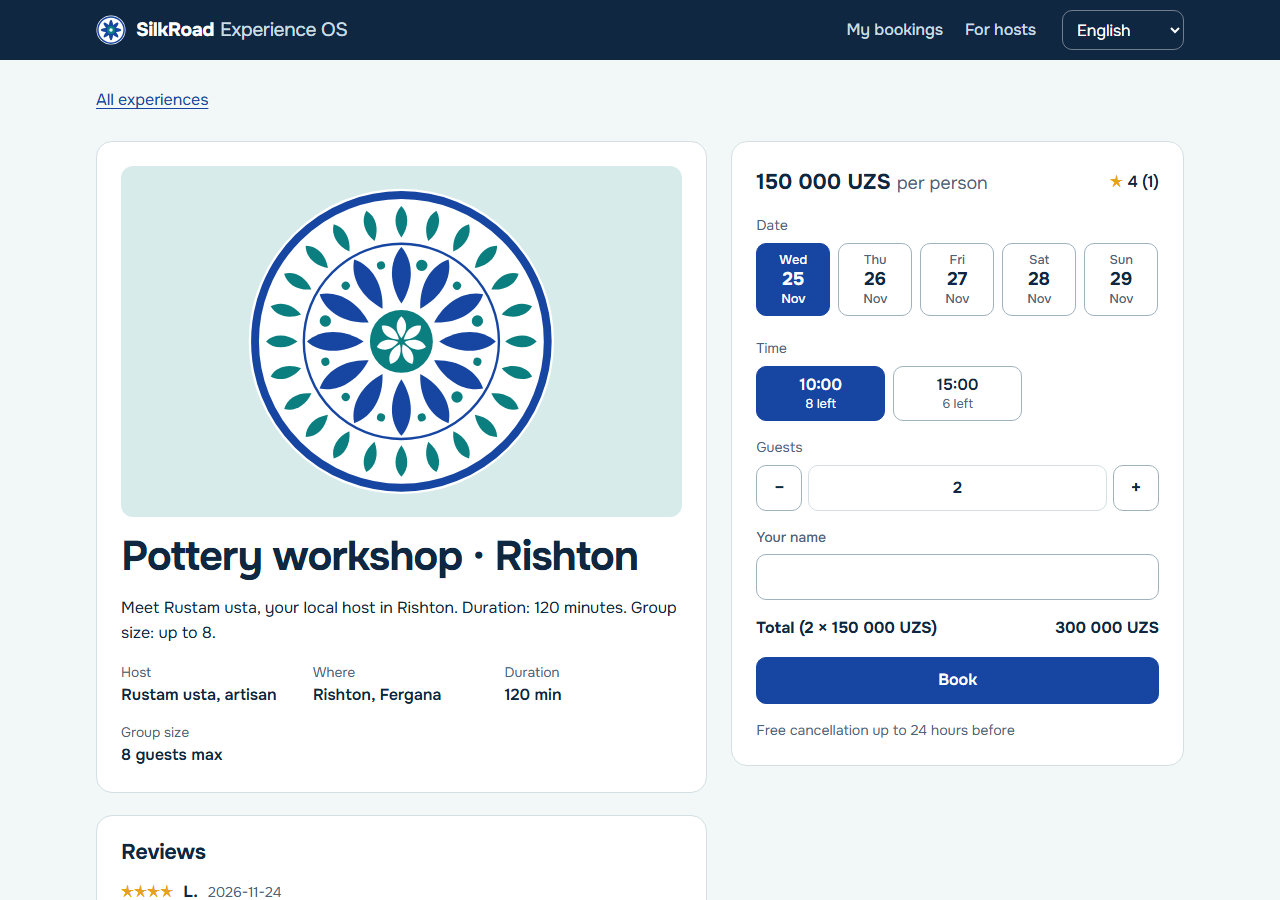 SilkRoad Experience OS
My bookings
For hosts
English
All experiences
Pottery workshop · Rishton
Meet Rustam usta, your local host in Rishton. Duration: 120 minutes. Group
size: up to 8.
Host
Rustam usta, artisan
Where
Rishton, Fergana
Duration
120 min
Group size
8 guests max
Reviews
★★★★ L. 2026-11-24
150 000 UZS per person
★ 4 (1)
Date
Wed
25
Nov
Thu
26
Nov
Fri
27
Nov
Sat
28
Nov
Sun
29
Nov
Time
10:00
8 left
15:00
6 left
Guests
−
2
+
Your name
Total (2 × 150 000 UZS)
300 000 UZS
Book
Free cancellation up to 24 hours before